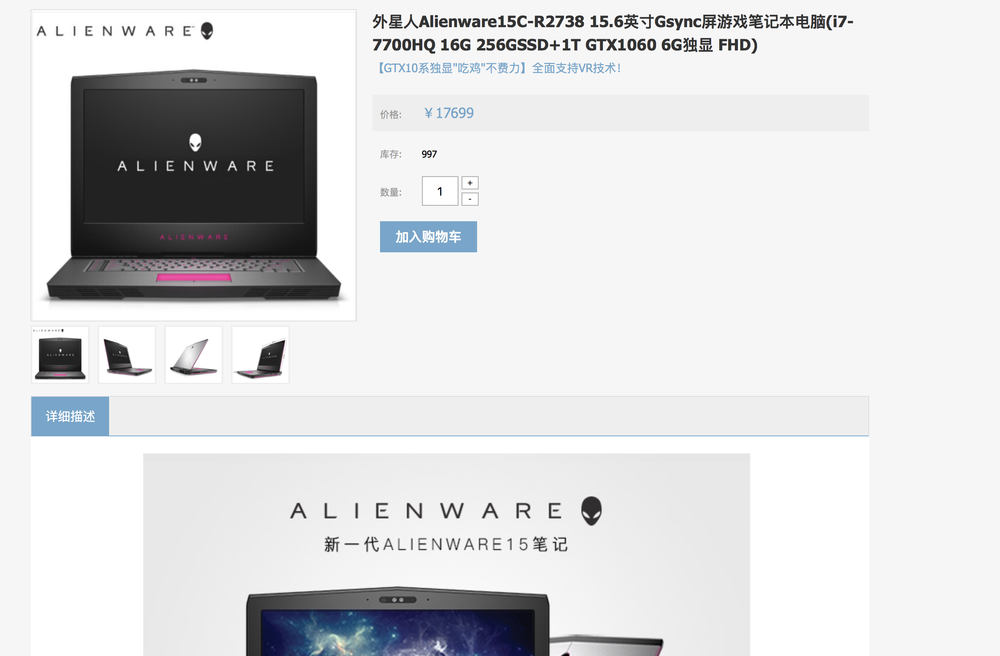 ALIENWARE™
外星人Alienware15C-R2738 15.6英寸Gsync屏游戏笔记本电脑(i7-
7700HQ 16G 256GSSD+1T GTX1060 6G独显 FHD)
【GTX10系独显"吃鸡"不费力】全面支持VR技术！
价格: ￥17699
库存: 997
数量: 1
+
-
加入购物车
ALIENWARE
ALIENWARE
ALIENWARE
ALIENWARE
ALIENWARE
ALIENWARE
详细描述
ALIENWARE
新一代ALIENWARE15笔记